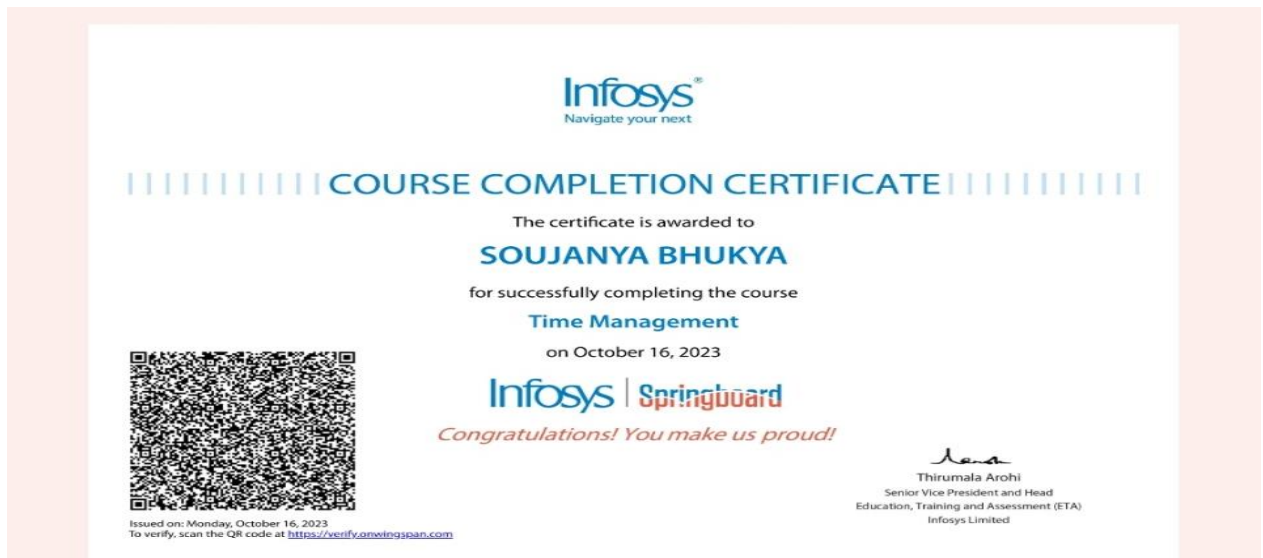 Infosys®
Navigate your next
COURSE COMPLETION CERTIFICATE
The certificate is awarded to
SOUJANYA BHUKYA
for successfully completing the course
Time Management
on October 16, 2023
Infosys | Springboard
Congratulations! You make us proud!
Thirumala Arohi
Senior Vice President and Head
Education, Training and Assessment (ETA)
Infosys Limited
Issued on: Monday, October 16, 2023
To verify, scan the QR code at https://verify.onwingspan.com